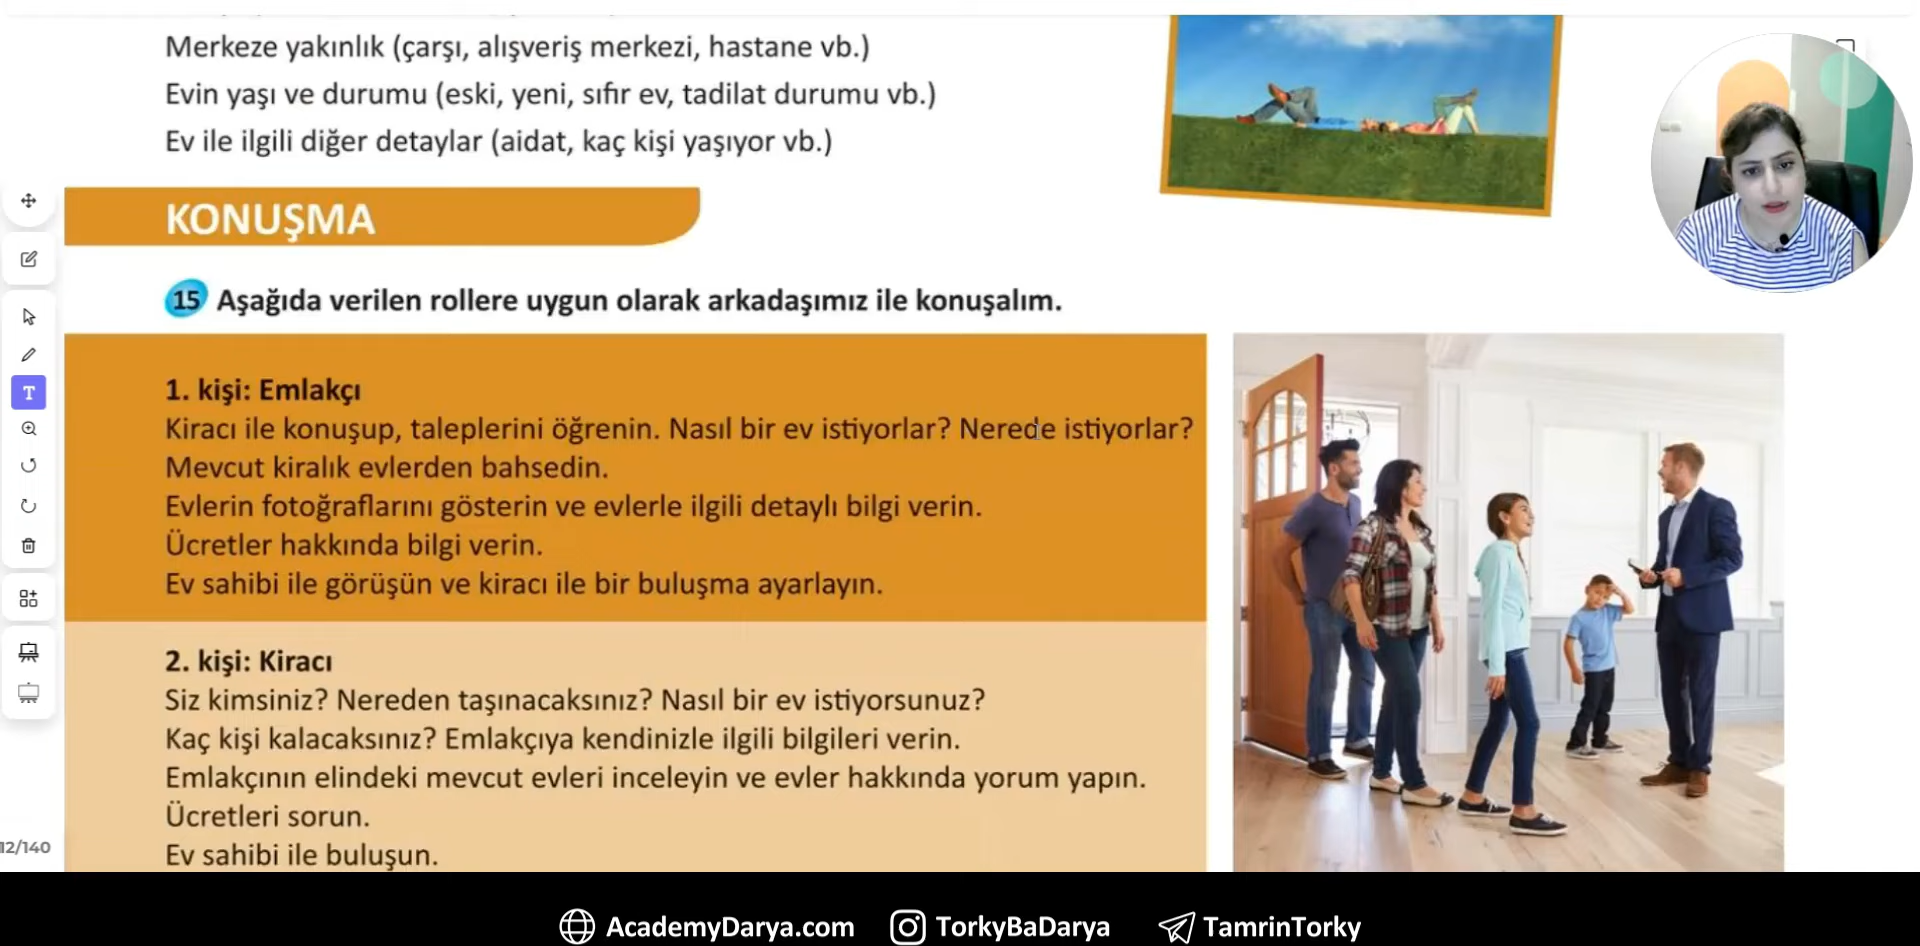 Merkeze yakınlık (çarşı, alışveriş merkezi, hastane vb.)
Evin yaşı ve durumu (eski, yeni, sıfır ev, tadilat durumu vb.)
Ev ile ilgili diğer detaylar (aidat, kaç kişi yaşıyor vb.)
KONUŞMA
15 Aşağıda verilen rollere uygun olarak arkadaşımız ile konuşalım.
1. kişi: Emlakçı
Kiracı ile konuşup, taleplerini öğrenin. Nasıl bir ev istiyorlar? Nerede istiyorlar?
Mevcut kiralık evlerden bahsedin.
Evlerin fotoğraflarını gösterin ve evlerle ilgili detaylı bilgi verin.
Ücretler hakkında bilgi verin.
Ev sahibi ile görüşün ve kiracı ile bir buluşma ayarlayın.
2. kişi: Kiracı
Siz kimsiniz? Nereden taşınacaksınız? Nasıl bir ev istiyorsunuz?
Kaç kişi kalacaksınız? Emlakçıya kendinizle ilgili bilgileri verin.
Emlakçının elindeki mevcut evleri inceleyin ve evler hakkında yorum yapın.
Ücretleri sorun.
Ev sahibi ile buluşun.
T
12/140
AcademyDarya.com TorkyBaDarya TamrinTorky